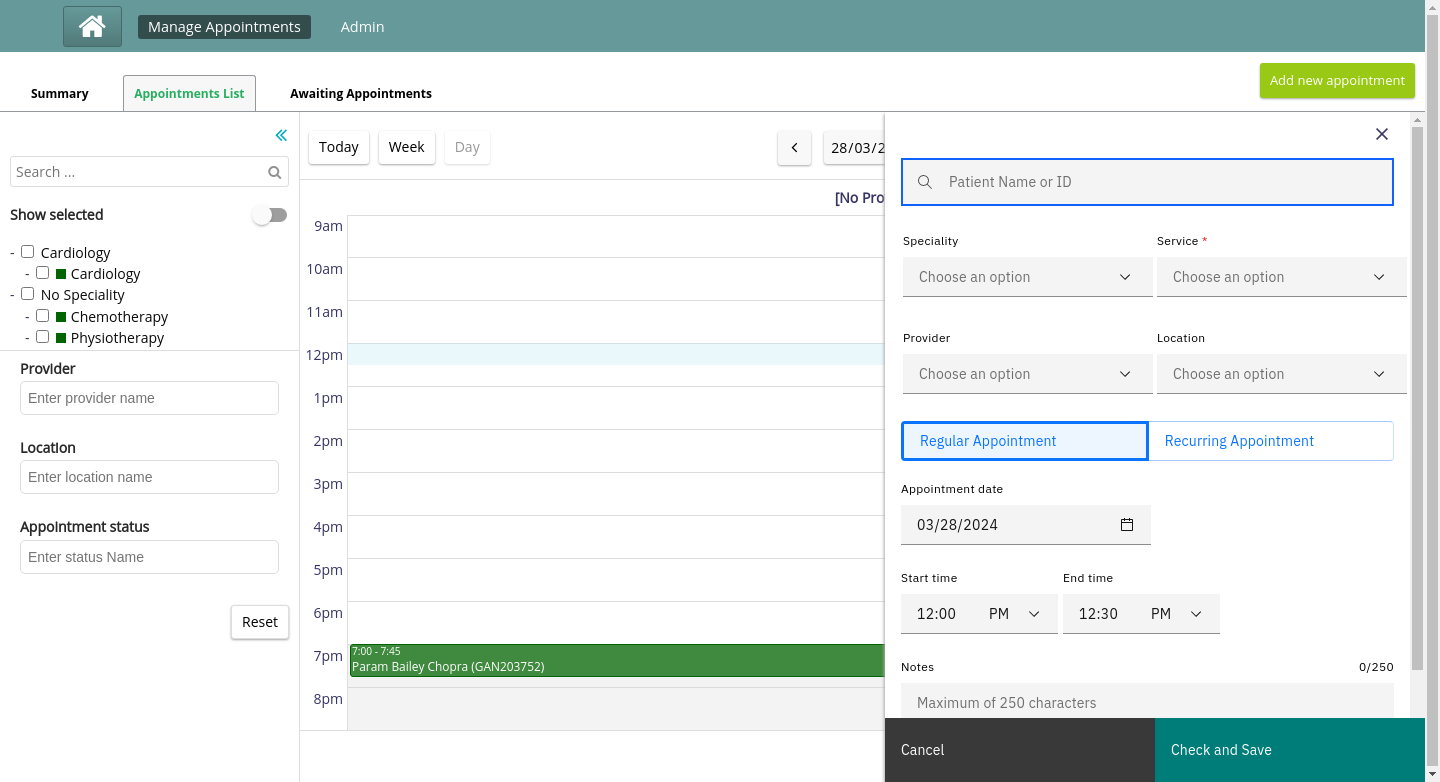 Manage Appointments
Admin
Summary
Appointments List
Awaiting Appointments
Add new appointment
Search ...
Show selected
- Cardiology
- Cardiology
- No Speciality
- Chemotherapy
- Physiotherapy
Provider
Enter provider name
Location
Enter location name
Appointment status
Enter status Name
Reset
Today
Week
Day
28/03/2
[No Pro
9am
10am
11am
12pm
1pm
2pm
3pm
4pm
5pm
6pm
7pm
8pm
7:00 - 7:45
Param Bailey Chopra (GAN203752)
Patient Name or ID
Speciality
Service *
Choose an option
Choose an option
Provider
Location
Choose an option
Choose an option
Regular Appointment
Recurring Appointment
Appointment date
03/28/2024
Start time
End time
12:00 PM
12:30 PM
Notes
0/250
Maximum of 250 characters
Cancel
Check and Save